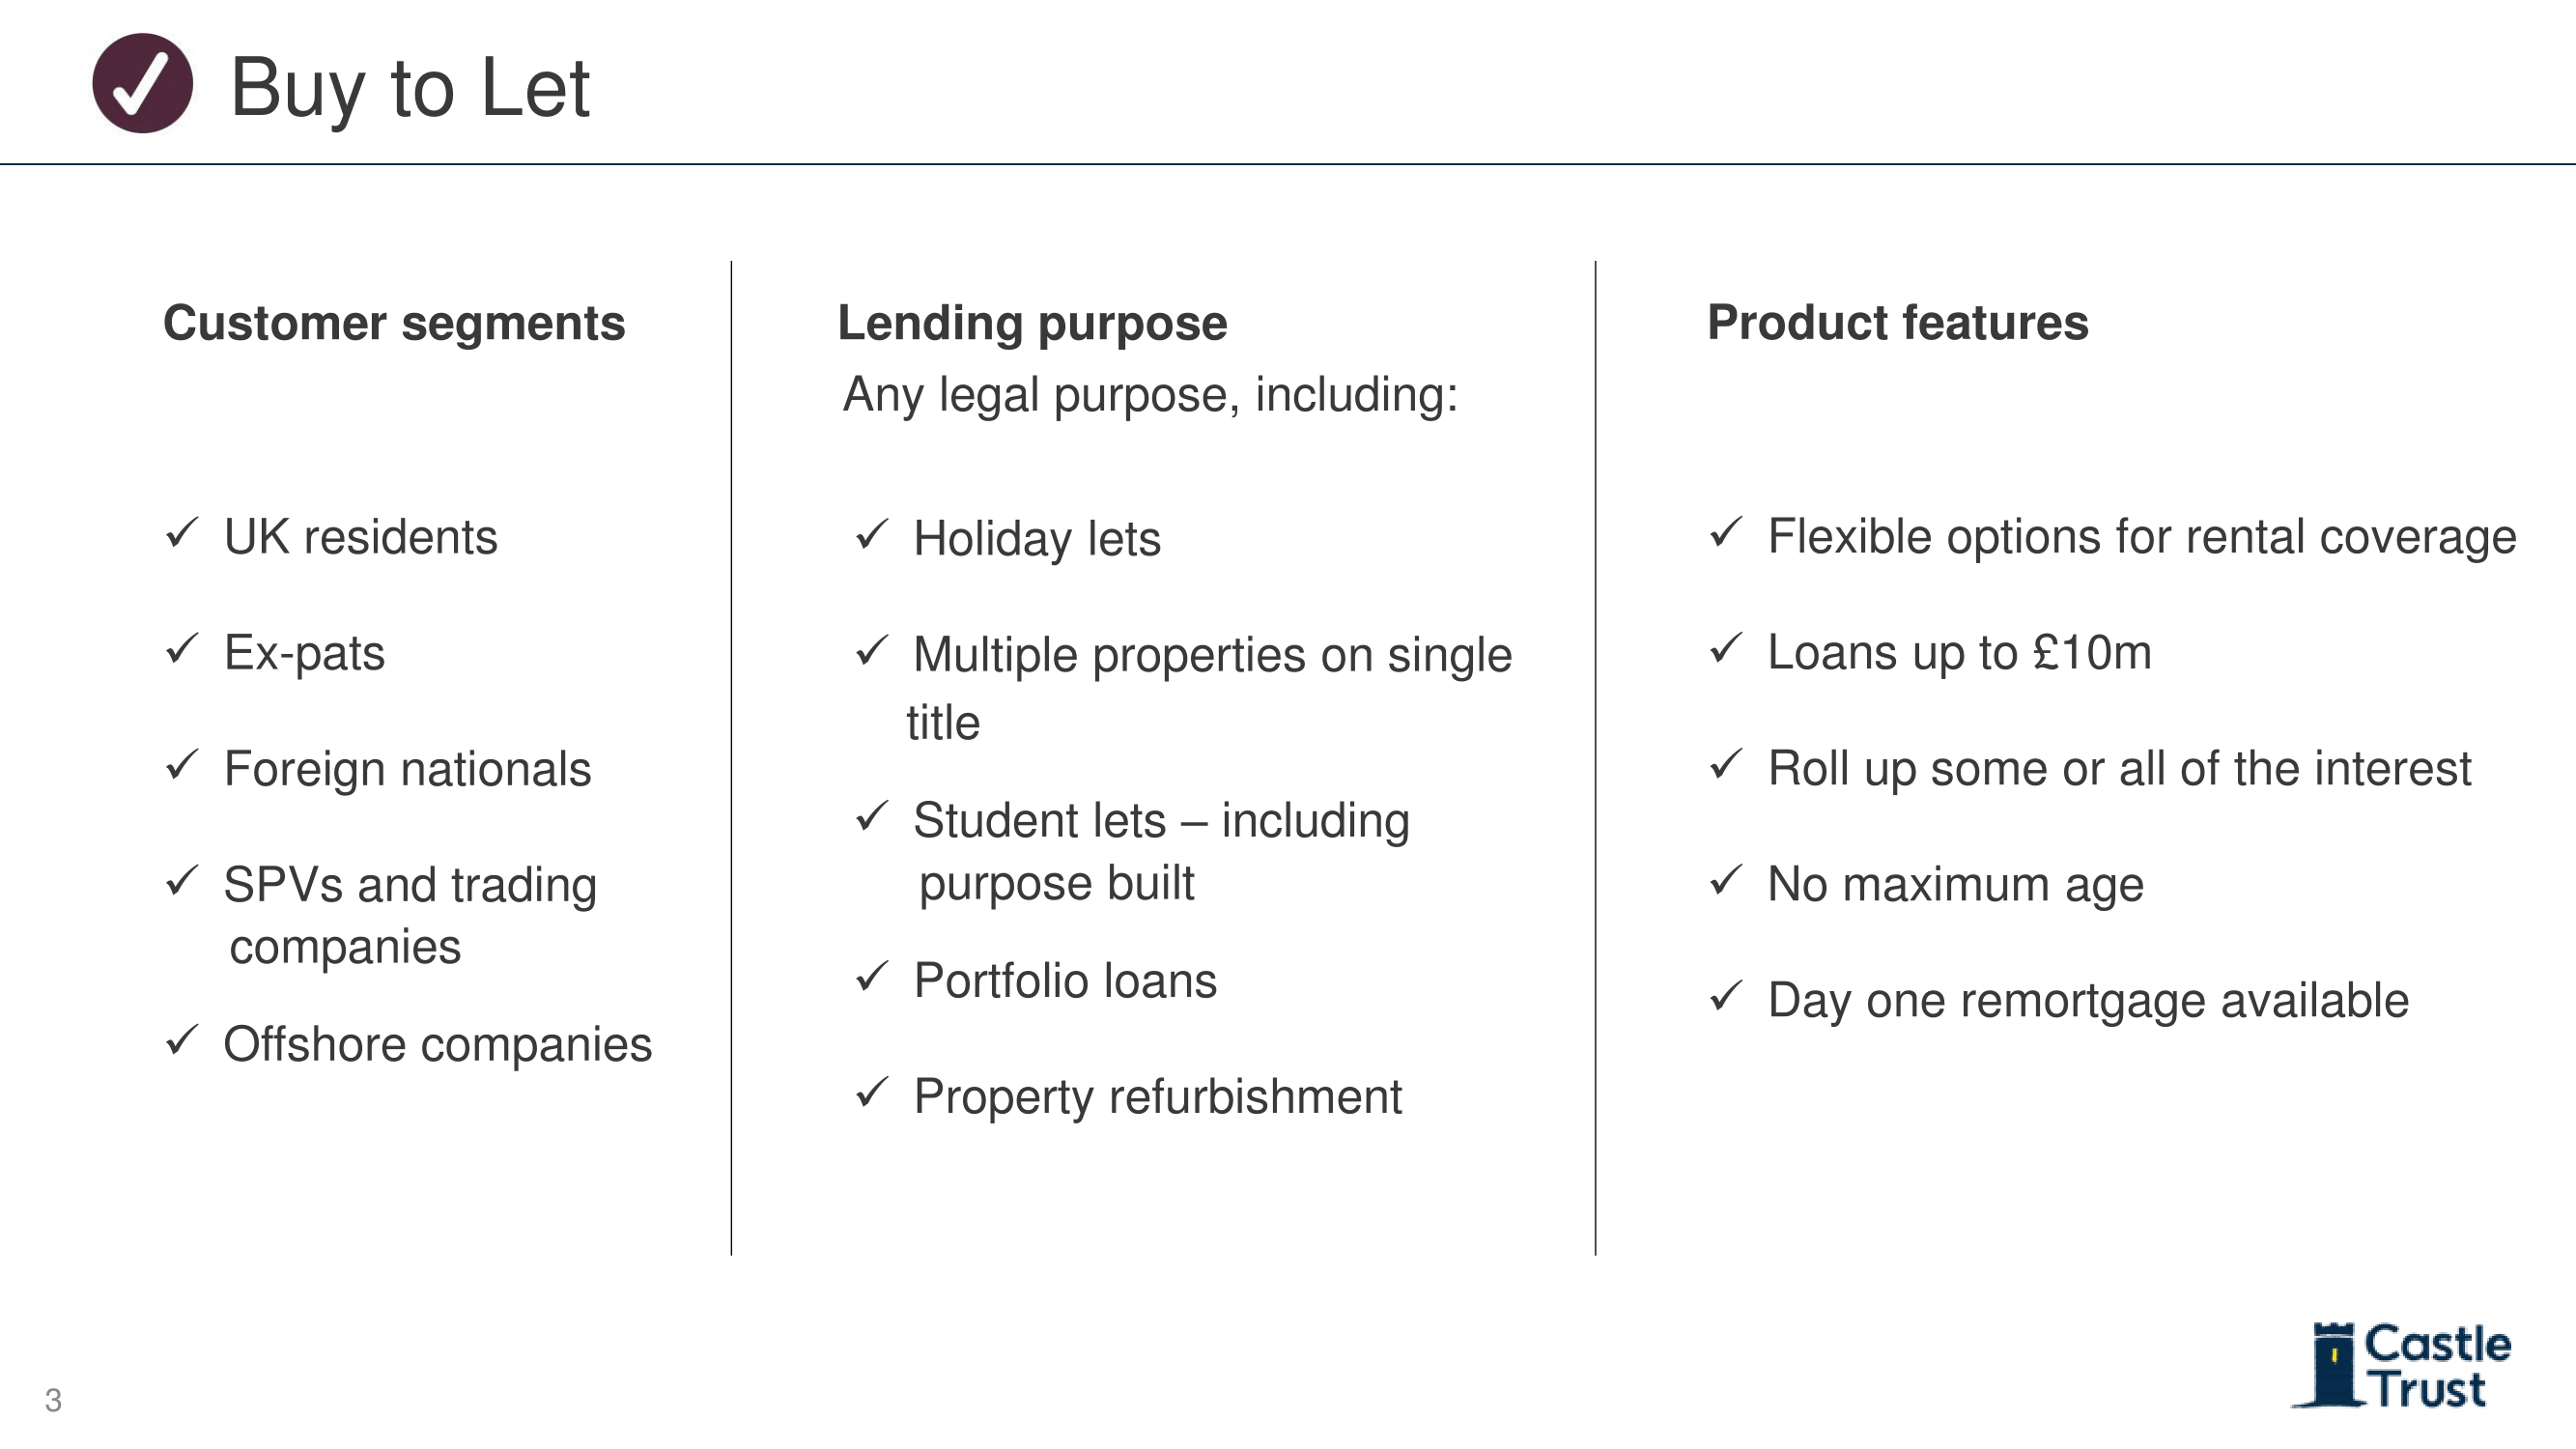 Buy to Let
Customer segments
UK residents
Ex-pats
Foreign nationals
SPVs and trading
companies
Offshore companies
Lending purpose
Any legal purpose, including:
Holiday lets
Multiple properties on single
title
Student lets – including
purpose built
Portfolio loans
Property refurbishment
Product features
Flexible options for rental coverage
Loans up to £10m
Roll up some or all of the interest
No maximum age
Day one remortgage available
3
Castle
Trust